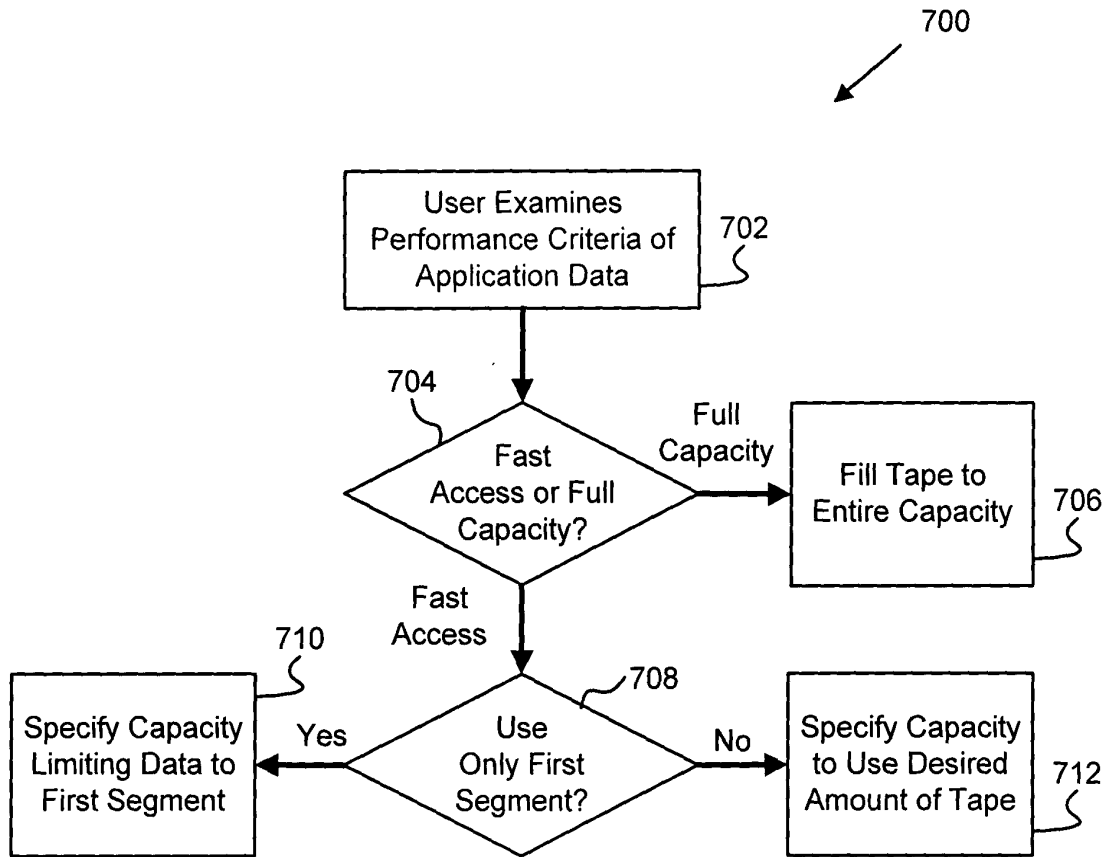 700
User Examines
Performance Criteria of
Application Data
702
704
Fast
Access or Full
Capacity?
Full
Capacity
Fill Tape to
Entire Capacity
706
Fast
Access
710
Specify Capacity
Limiting Data to
First Segment
Yes
708
Use
Only First
Segment?
No
Specify Capacity
to Use Desired
Amount of Tape
712